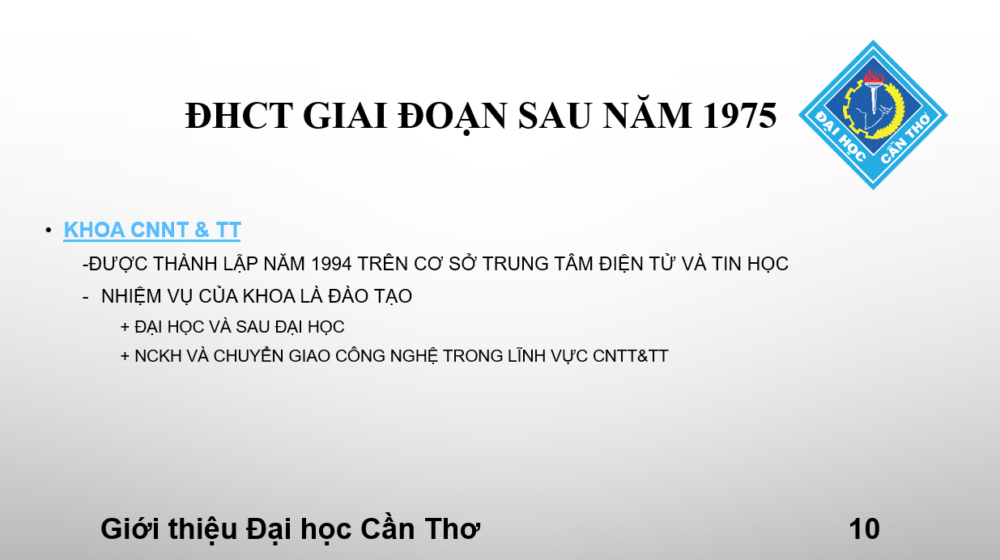 ĐHCT GIAI ĐOẠN SAU NĂM 1975
ĐẠI HỌC CẦN THƠ
• KHOA CNNT & TT
-ĐƯỢC THÀNH LẬP NĂM 1994 TRÊN CƠ SỞ TRUNG TÂM ĐIỆN TỬ VÀ TIN HỌC
- NHIỆM VỤ CỦA KHOA LÀ ĐÀO TẠO
+ ĐẠI HỌC VÀ SAU ĐẠI HỌC
+ NCKH VÀ CHUYỂN GIAO CÔNG NGHỆ TRONG LĨNH VỰC CNTT&TT
Giới thiệu Đại học Cần Thơ 10